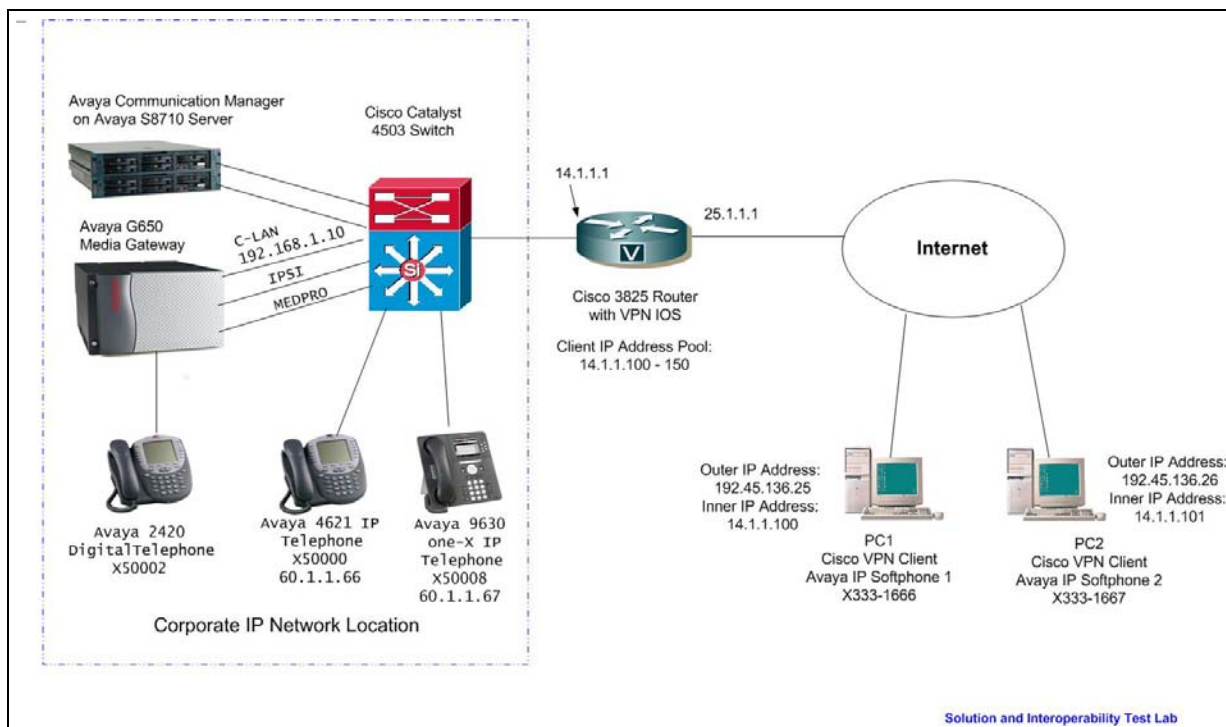 Avaya Communication Manager
on Avaya S8710 Server
Cisco Catalyst
4503 Switch
Avaya G650
Media Gateway
C-LAN
192.168.1.10
IPSI
MEDPRO
Si
14.1.1.1
25.1.1.1
V
Cisco 3825 Router
with VPN IOS
Client IP Address Pool:
14.1.1.100 - 150
Internet
Avaya 2420
DigitalTelephone
X50002
Avaya 4621 IP
Telephone
X50000
60.1.1.66
Avaya 9630
one-X IP
Telephone
X50008
60.1.1.67
Corporate IP Network Location
Outer IP Address:
192.45.136.25
Inner IP Address:
14.1.1.100
PC1
Cisco VPN Client
Avaya IP Softphone 1
X333-1666
Outer IP Address:
192.45.136.26
Inner IP Address:
14.1.1.101
PC2
Cisco VPN Client
Avaya IP Softphone 2
X333-1667
Solution and Interoperability Test Lab